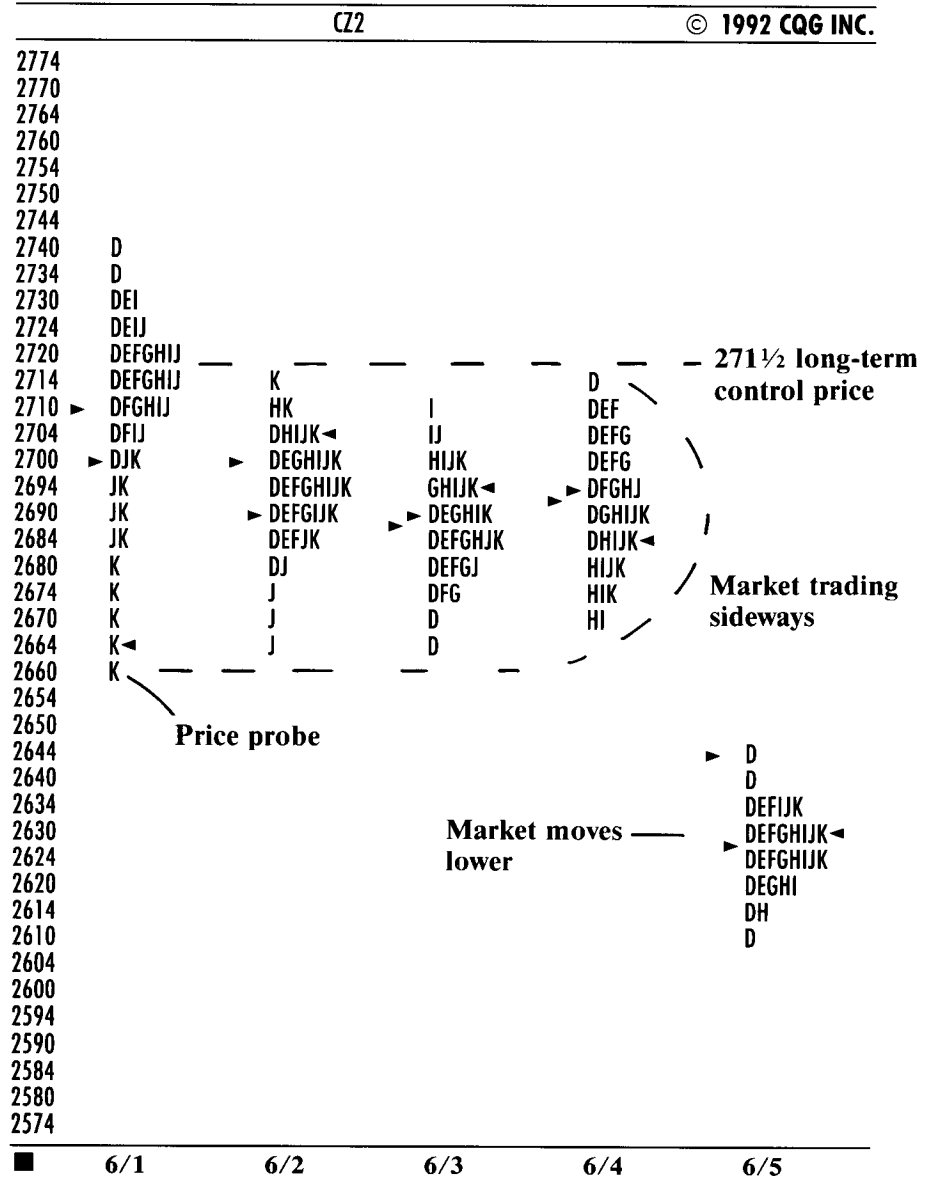 CZ2 © 1992 CQG INC.
2774
2770
2764
2760
2754
2750
2744
2740 D
2734 D
2730 DEI
2724 DEIJ
2720 DEFGHIJ 271½ long-term
2714 DEFGHIJ K D control price
2710 ► DFGHIJ HK I DEF
2704 DFIJ DHIJK◄ IJ DEFG
2700 ► DJK ► DEGHIJK HIJK DEFG
2694 JK DEFGHIJK GHIJK◄ ► DFGHJ
2690 JK ► DEFGIJK ► DEGHIK ► DGHIJK
2684 JK DEFJK ► DEFGHJK DHIJK◄
2680 K DJ DEFGJ HIJK
2674 K J DFG HIK Market trading
2670 K J D HI sideways
2664 K◄ J D
2660 K
2654
2650 Price probe
2644 ► D
2640 D
2634 DEFIJK
2630 Market moves DEFGHIJK◄
2624 lower ► DEFGHIJK
2620 DEGHI
2614 DH
2610 D
2604
2600
2594
2590
2584
2580
2574
■ 6/1 6/2 6/3 6/4 6/5